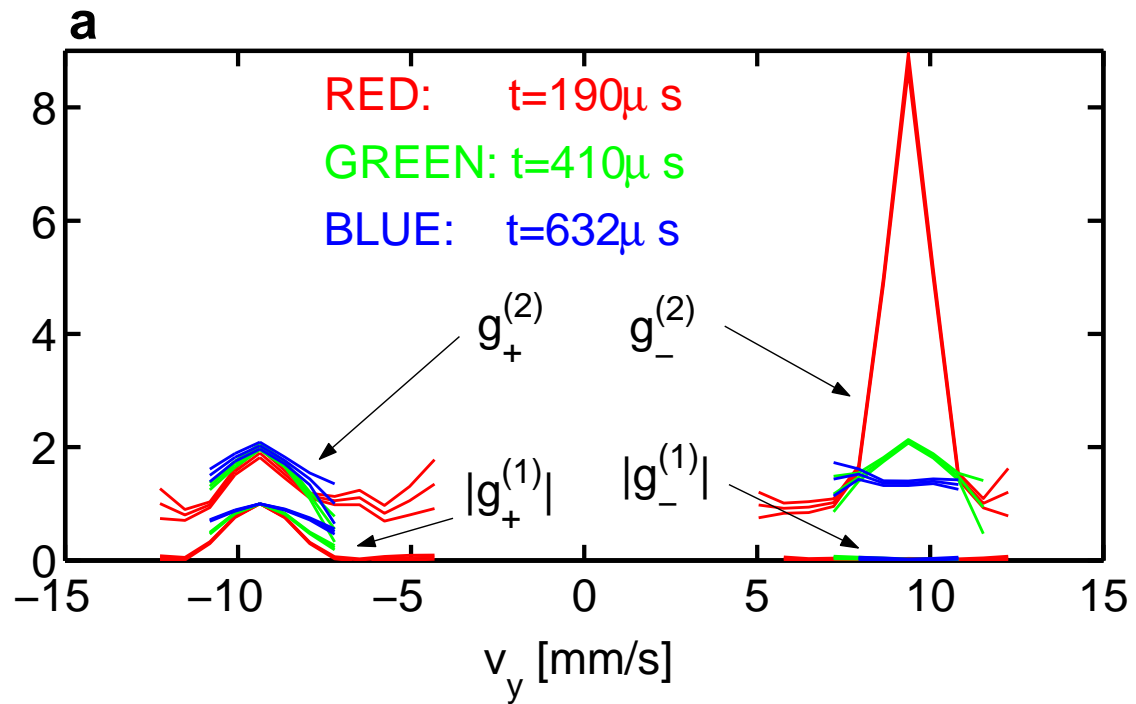 a
RED: t=190μ s
GREEN: t=410μ s
BLUE: t=632μ s
g₊⁽²⁾ g₋⁽²⁾
|g₊⁽¹⁾| |g₋⁽¹⁾|
8
6
4
2
0
−15 −10 −5 0 5 10 15
v_y [mm/s]